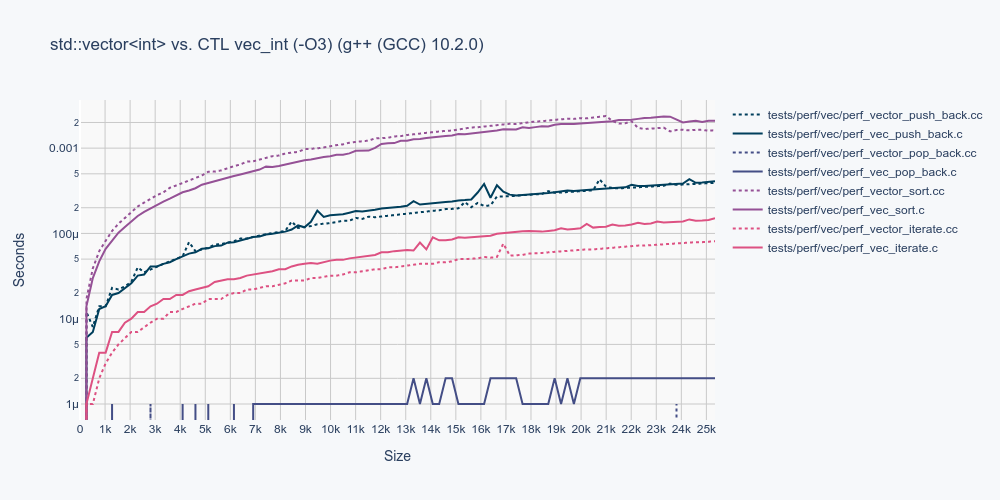 std::vector<int> vs. CTL vec_int (-O3) (g++ (GCC) 10.2.0)
Seconds
2
0.001
5
2
100μ
5
2
10μ
5
2
1μ
0 1k 2k 3k 4k 5k 6k 7k 8k 9k 10k 11k 12k 13k 14k 15k 16k 17k 18k 19k 20k 21k 22k 23k 24k 25k
Size
tests/perf/vec/perf_vector_push_back.cc
tests/perf/vec/perf_vec_push_back.c
tests/perf/vec/perf_vector_pop_back.cc
tests/perf/vec/perf_vec_pop_back.c
tests/perf/vec/perf_vector_sort.cc
tests/perf/vec/perf_vec_sort.c
tests/perf/vec/perf_vector_iterate.cc
tests/perf/vec/perf_vec_iterate.c